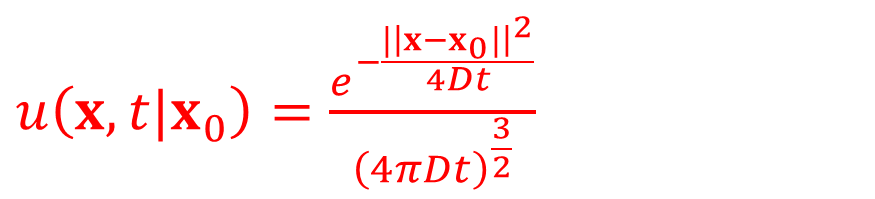 u(𝐱, t|𝐱₀) = e^(−||𝐱−𝐱₀||²/(4Dt)) / (4πDt)^(3/2)